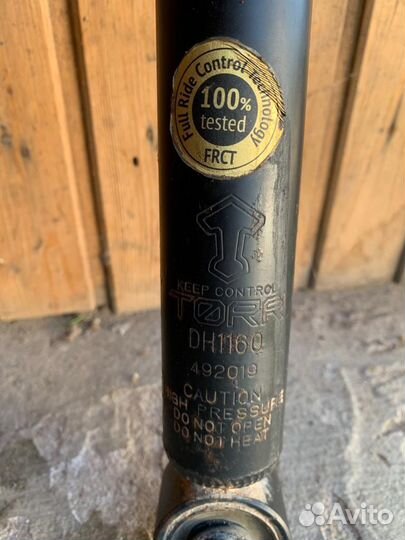 Full Ride Control Technology
100%
tested
FRCT
KEEP CONTROL
TORR
DH1160
492019
CAUTION
HIGH PRESSURE
DO NOT OPEN
DO NOT HEAT
Avito